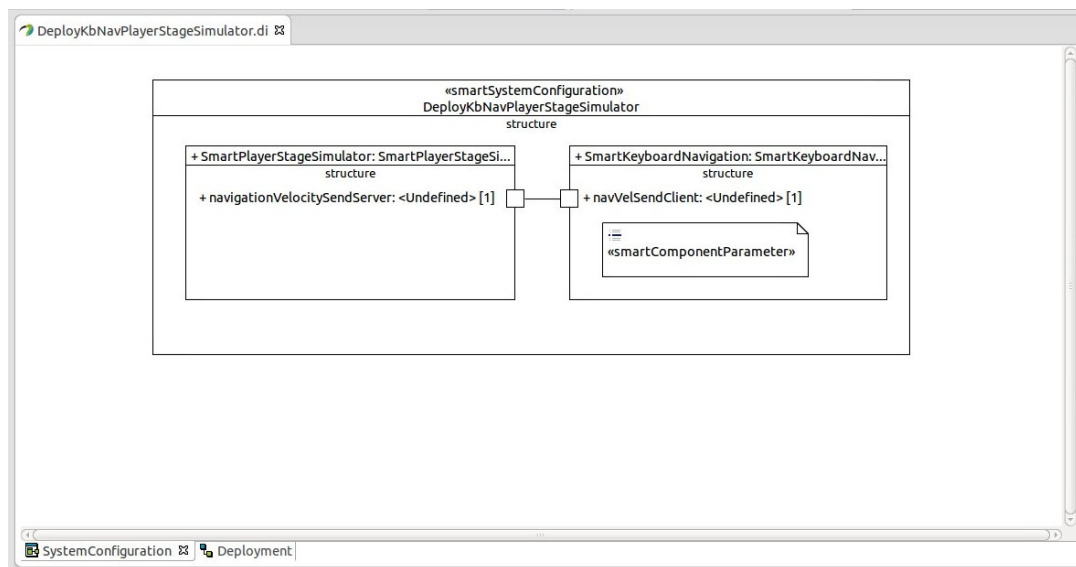 DeployKbNavPlayerStageSimulator.di
«smartSystemConfiguration»
DeployKbNavPlayerStageSimulator
structure
+ SmartPlayerStageSimulator: SmartPlayerStageSi...
structure
+ navigationVelocitySendServer: <Undefined> [1]
+ SmartKeyboardNavigation: SmartKeyboardNav...
structure
+ navVelSendClient: <Undefined> [1]
«smartComponentParameter»
SystemConfiguration
Deployment